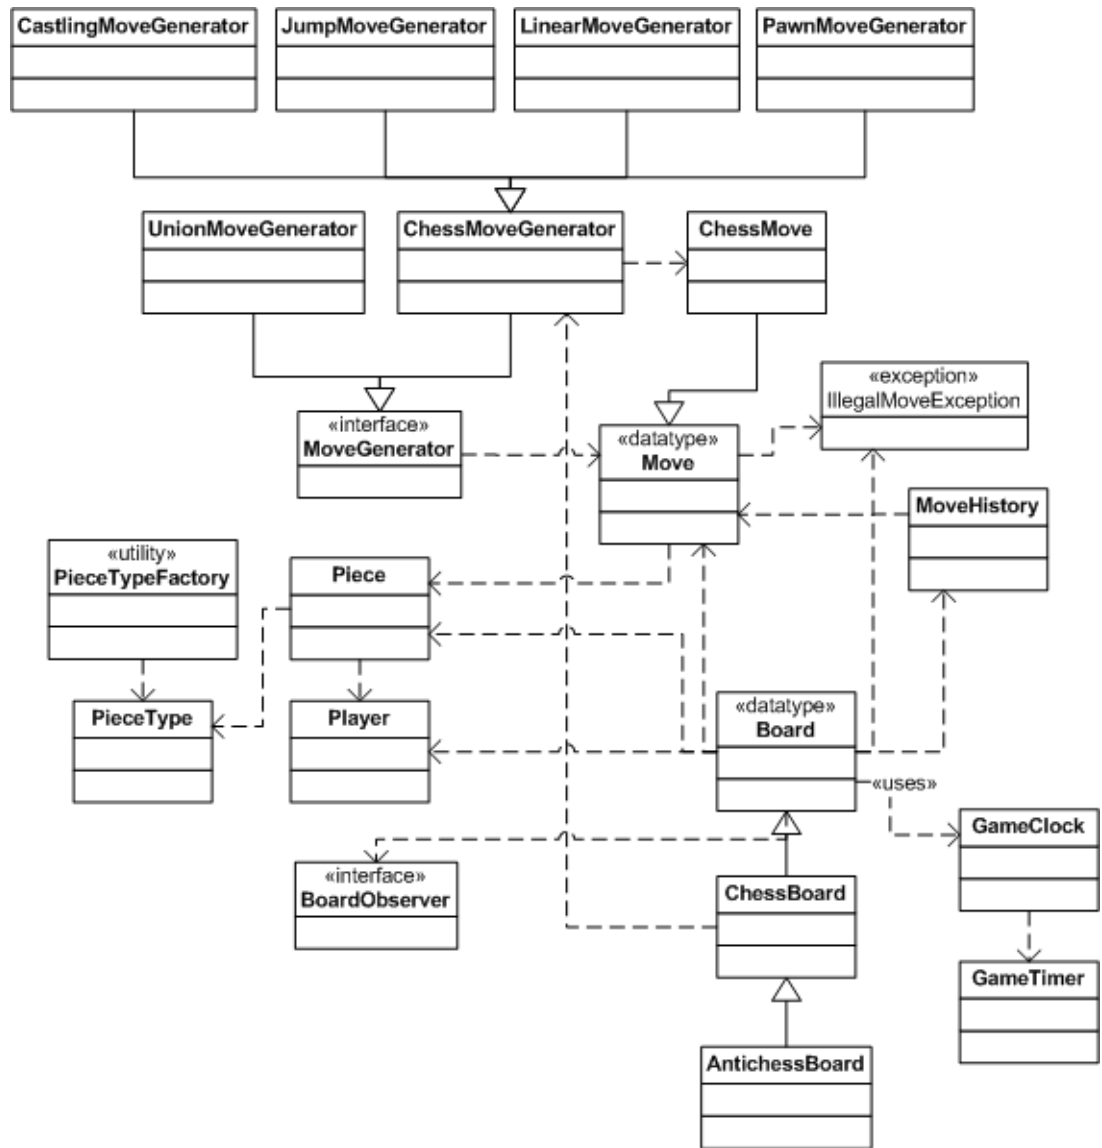 CastlingMoveGenerator
JumpMoveGenerator
LinearMoveGenerator
PawnMoveGenerator
UnionMoveGenerator
ChessMoveGenerator
ChessMove
«exception»
IllegalMoveException
«interface»
MoveGenerator
«datatype»
Move
MoveHistory
«utility»
PieceTypeFactory
Piece
PieceType
Player
«datatype»
Board
«uses»
GameClock
«interface»
BoardObserver
ChessBoard
GameTimer
AntichessBoard